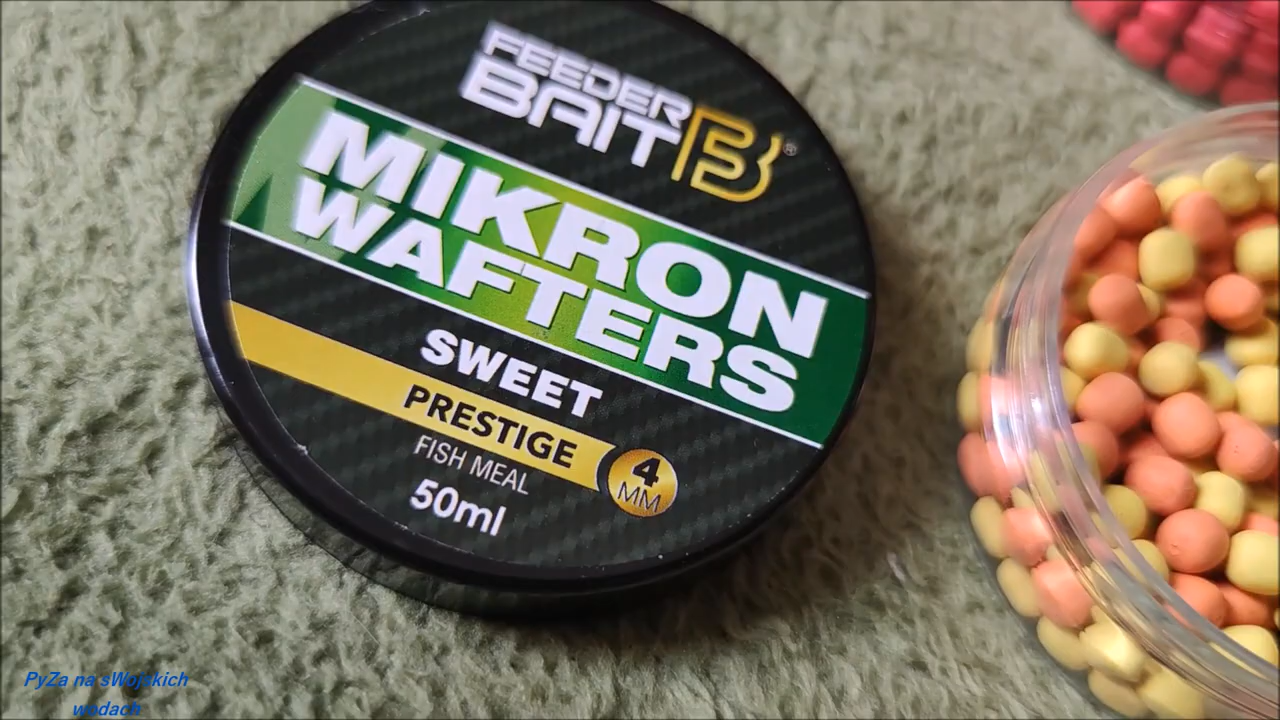 FEEDER
BAIT
®
MIKRON
WAFTERS
SWEET
PRESTIGE
FISH MEAL
50ml
4
MM
PyZa na sWojskich
wodach